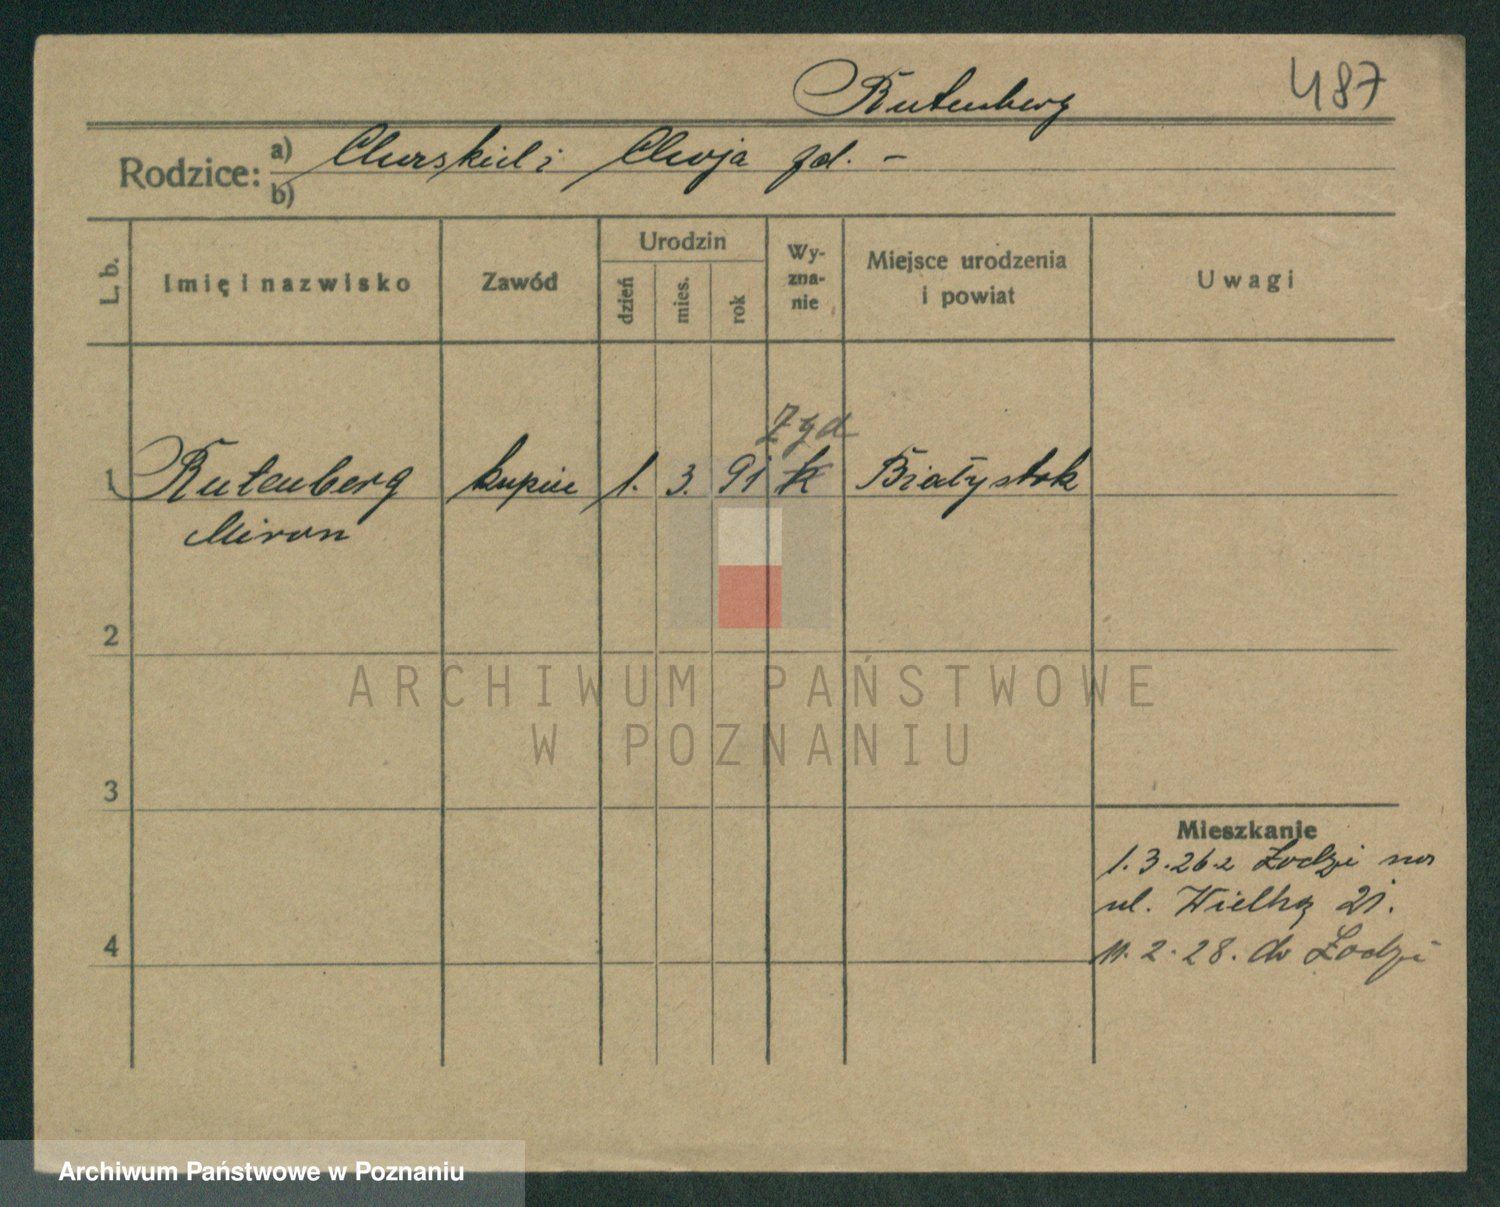 Rutenberg
487
Rodzice: a) Churskiel i Chaja zd. -
b)
L. b.
Imię i nazwisko
Zawód
Urodzin
dzień
mies.
rok
Wy-
zna-
nie
Miejsce urodzenia
i powiat
Uwagi
Żyd
1 Rutenberg kupiec 1. 3. 91 k Białystok
Miron
2
3
4
Mieszkanie
1.3.26 z Łodzi na
ul. Wielką 21.
11.2.28. do Łodzi
ARCHIWUM PAŃSTWOWE
W POZNANIU
Archiwum Państwowe w Poznaniu